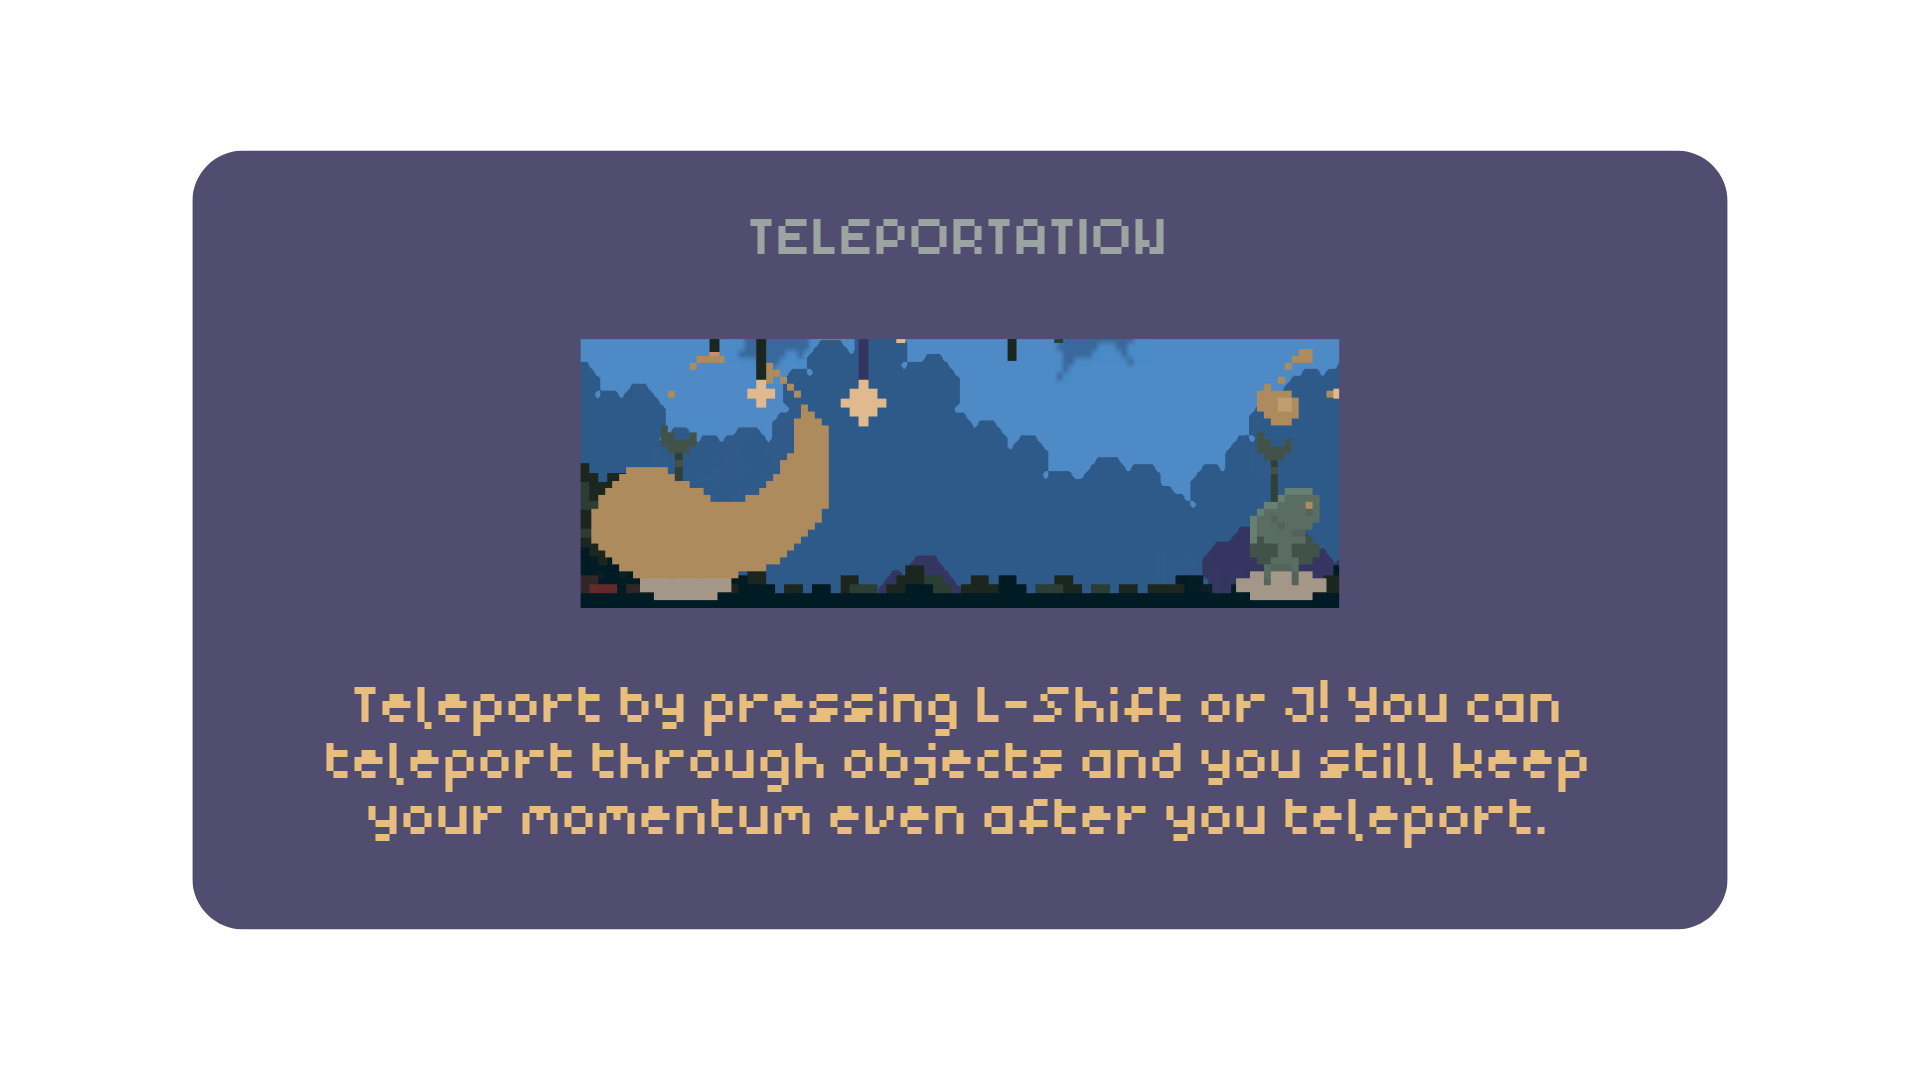 TELEPORTATION
Teleport by pressing L-Shift or J! You can
teleport through objects and you still keep
your momentum even after you teleport.